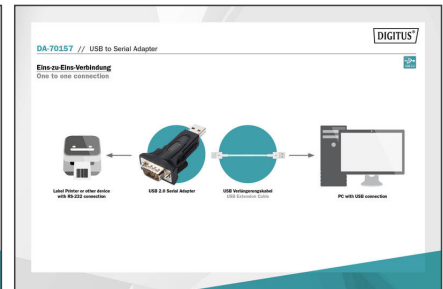 DIGITUS®
DA-70157 // USB to Serial Adapter
Eins-zu-Eins-Verbindung
One to one connection
Label Printer or other device
with RS-232 connection
USB 2.0 Serial Adapter
USB Verlängerungskabel
USB Extension Cable
PC with USB connection